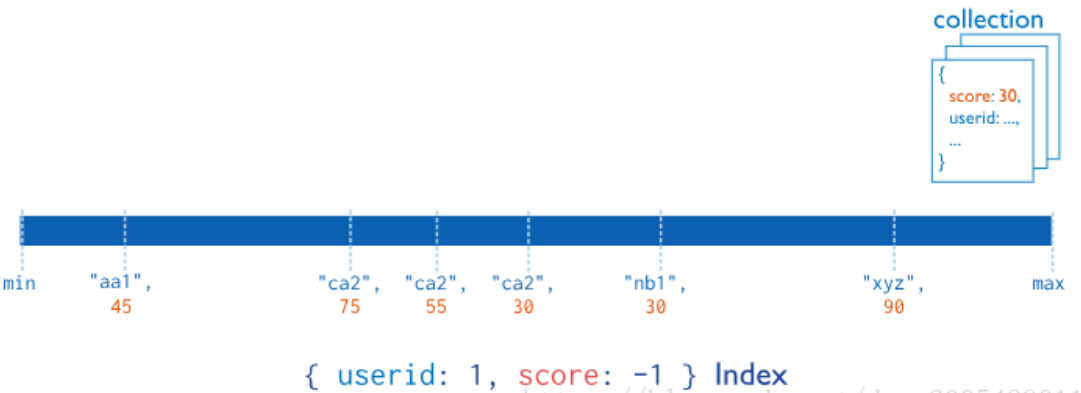 collection
{
score: 30,
userid: ...,
...
}
min "aa1", "ca2", "ca2", "ca2", "nb1", "xyz", max
45 75 55 30 30 90
{ userid: 1, score: -1 } Index